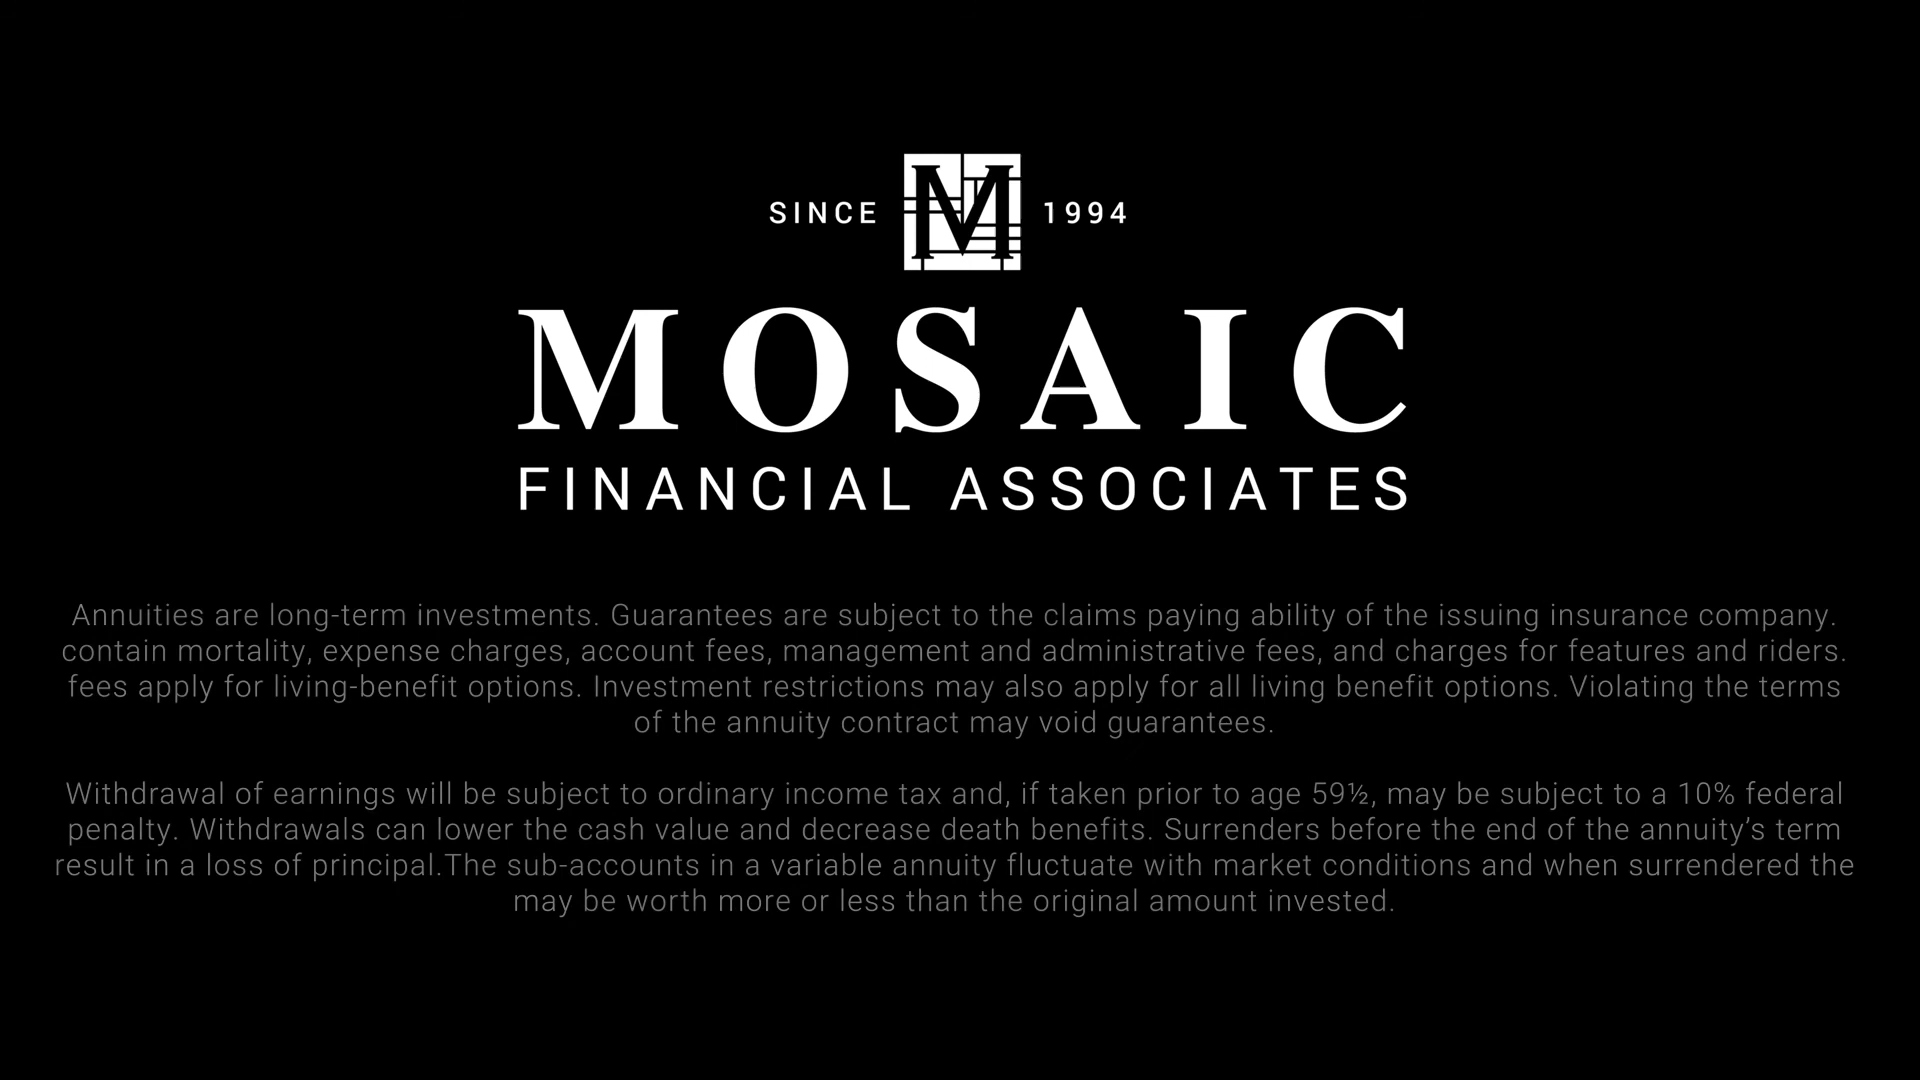 SINCE M 1994
MOSAIC
FINANCIAL ASSOCIATES
Annuities are long-term investments. Guarantees are subject to the claims paying ability of the issuing insurance company.
contain mortality, expense charges, account fees, management and administrative fees, and charges for features and riders.
fees apply for living-benefit options. Investment restrictions may also apply for all living benefit options. Violating the terms
of the annuity contract may void guarantees.
Withdrawal of earnings will be subject to ordinary income tax and, if taken prior to age 59½, may be subject to a 10% federal
penalty. Withdrawals can lower the cash value and decrease death benefits. Surrenders before the end of the annuity’s term
result in a loss of principal.The sub-accounts in a variable annuity fluctuate with market conditions and when surrendered the
may be worth more or less than the original amount invested.